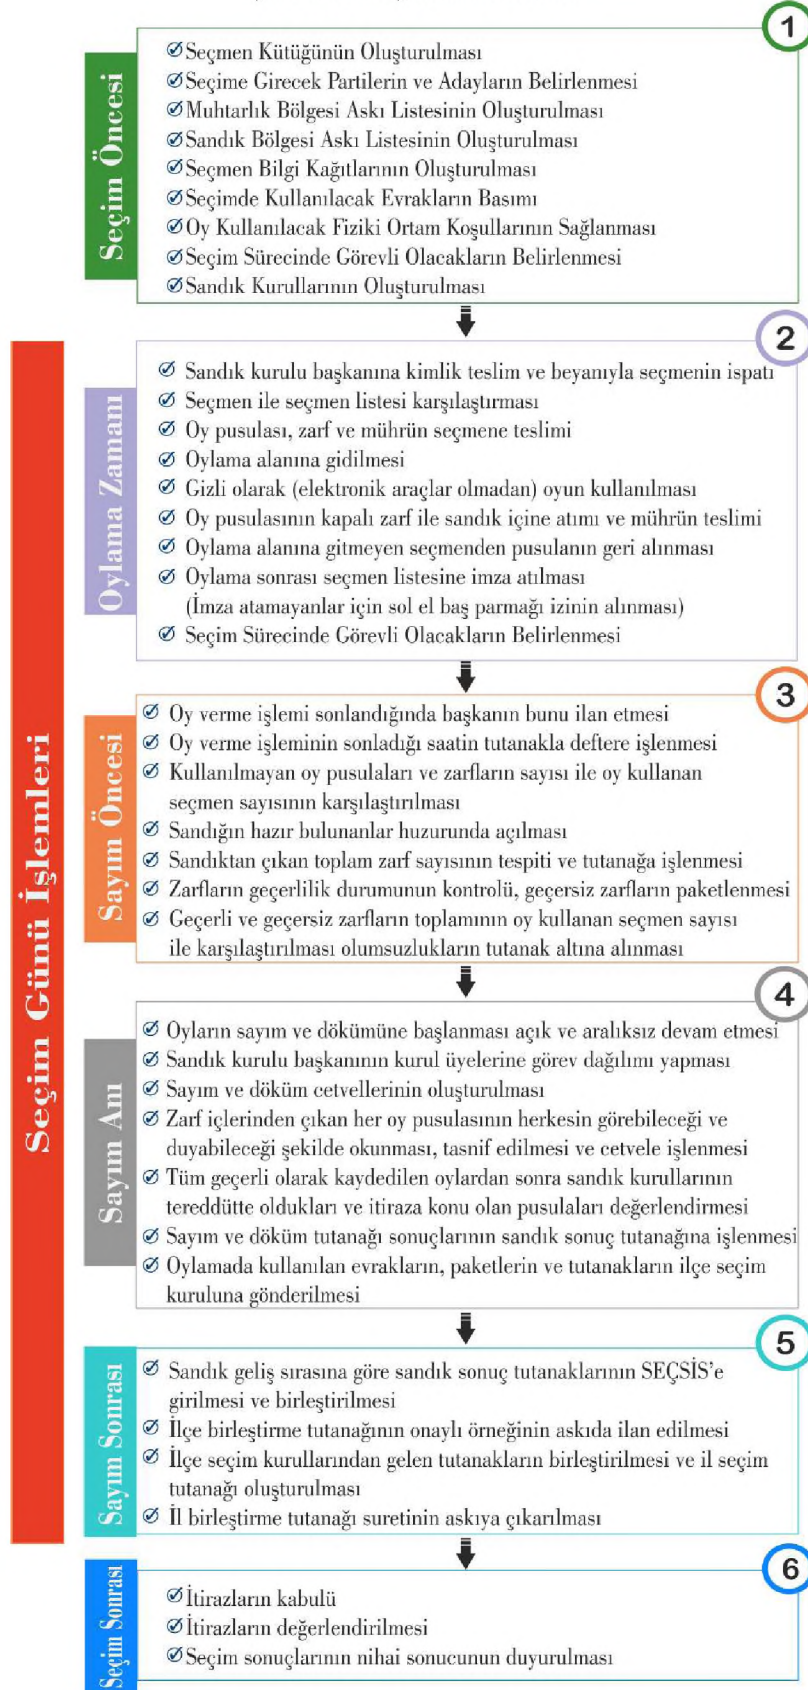 1
Seçim Öncesi
Seçmen Kütüğünün Oluşturulması
Seçime Girecek Partilerin ve Adayların Belirlenmesi
Muhtarlık Bölgesi Askı Listesinin Oluşturulması
Sandık Bölgesi Askı Listesinin Oluşturulması
Seçmen Bilgi Kağıtlarının Oluşturulması
Seçimde Kullanılacak Evrakların Basımı
Oy Kullanılacak Fiziki Ortam Koşullarının Sağlanması
Seçim Sürecinde Görevli Olacakların Belirlenmesi
Sandık Kurullarının Oluşturulması
Seçim Günü İşlemleri
2
Oylama Zamanı
Sandık kurulu başkanına kimlik teslim ve beyanıyla seçmenin ispatı
Seçmen ile seçmen listesi karşılaştırması
Oy pusulası, zarf ve mührün seçmene teslimi
Oylama alanına gidilmesi
Gizli olarak (elektronik araçlar olmadan) oyun kullanılması
Oy pusulasının kapalı zarf ile sandık içine atımı ve mührün teslimi
Oylama alanına gitmeyen seçmenden pusulanın geri alınması
Oylama sonrası seçmen listesine imza atılması
(İmza atamayanlar için sol el baş parmağı izinin alınması)
Seçim Sürecinde Görevli Olacakların Belirlenmesi
3
Sayım Öncesi
Oy verme işlemi sonlandığında başkanın bunu ilan etmesi
Oy verme işleminin sonladığı saatin tutanakla deftere işlenmesi
Kullanılmayan oy pusulaları ve zarfların sayısı ile oy kullanan
seçmen sayısının karşılaştırılması
Sandığın hazır bulunanlar huzurunda açılması
Sandıktan çıkan toplam zarf sayısının tespiti ve tutanağa işlenmesi
Zarfların geçerlilik durumunun kontrolü, geçersiz zarfların paketlenmesi
Geçerli ve geçersiz zarfların toplamının oy kullanan seçmen sayısı
ile karşılaştırılması olumsuzlukların tutanak altına alınması
4
Sayım Anı
Oyların sayım ve dökümüne başlanması açık ve aralıksız devam etmesi
Sandık kurulu başkanının kurul üyelerine görev dağılımı yapması
Sayım ve döküm cetvellerinin oluşturulması
Zarf içlerinden çıkan her oy pusulasının herkesin görebileceği ve
duyabileceği şekilde okunması, tasnif edilmesi ve cetvele işlenmesi
Tüm geçerli olarak kaydedilen oylardan sonra sandık kurullarının
tereddütte oldukları ve itiraza konu olan pusulaları değerlendirmesi
Sayım ve döküm tutanağı sonuçlarının sandık sonuç tutanağına işlenmesi
Oylamada kullanılan evrakların, paketlerin ve tutanakların ilçe seçim
kuruluna gönderilmesi
5
Sayım Sonrası
Sandık geliş sırasına göre sandık sonuç tutanaklarının SEÇSİS’e
girilmesi ve birleştirilmesi
İlçe birleştirme tutanağının onaylı örneğinin askıda ilan edilmesi
İlçe seçim kurullarından gelen tutanakların birleştirilmesi ve il seçim
tutanağı oluşturulması
İl birleştirme tutanağı suretinin askıya çıkarılması
6
Seçim Sonrası
İtirazların kabulü
İtirazların değerlendirilmesi
Seçim sonuçlarının nihai sonucunun duyurulması